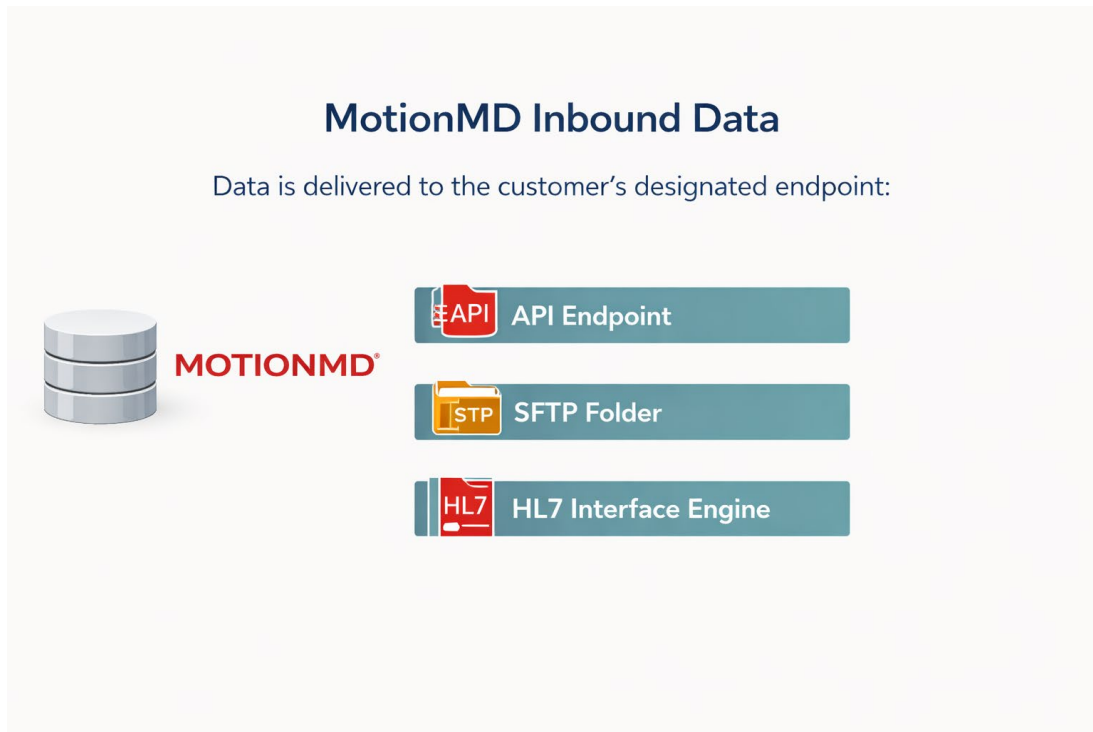 MotionMD Inbound Data
Data is delivered to the customer's designated endpoint:
MOTIONMD®
API API Endpoint
STP SFTP Folder
HL7 HL7 Interface Engine